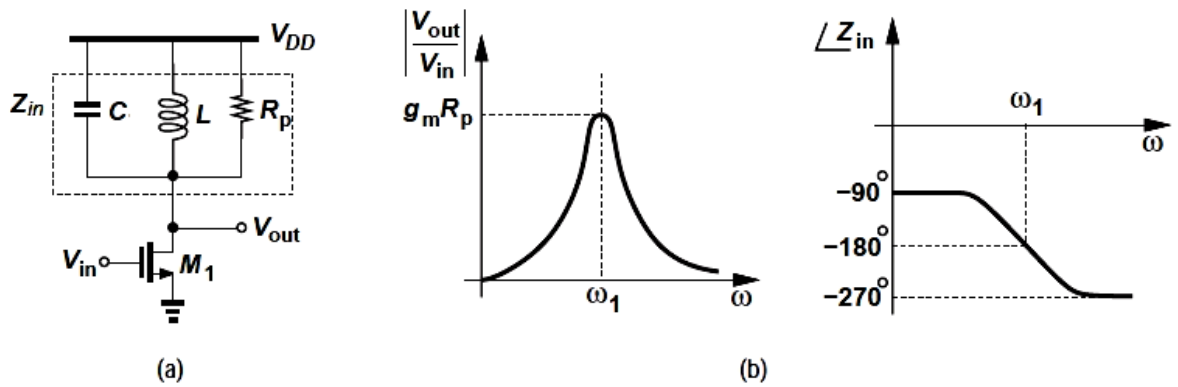 V_DD
Z_in
C
L
R_p
V_out
V_in
M_1
(a)
|V_out / V_in|
g_m R_p
ω_1
ω
∠Z_in
ω_1
ω
−90°
−180°
−270°
(b)